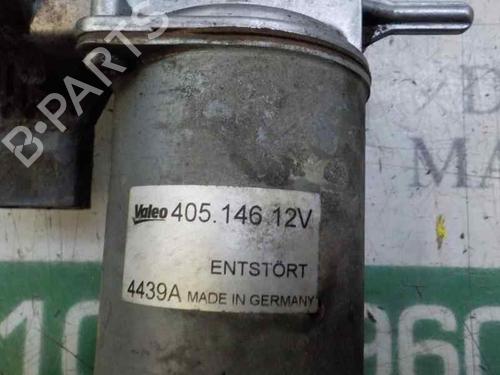 B-PARTS
Valeo 405.146 12V
ENTSTÖRT
4439A MADE IN GERMANY